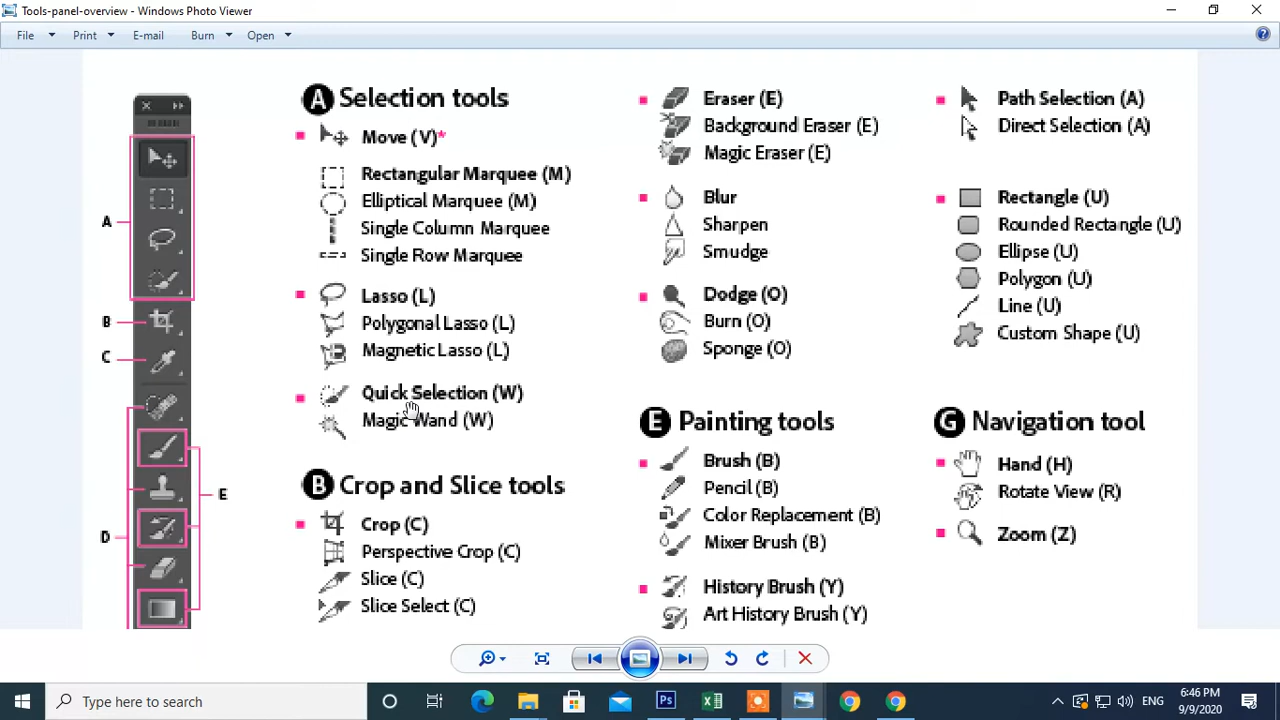 Tools-panel-overview - Windows Photo Viewer
File Print E-mail Burn Open
A
B
C
D
E
A Selection tools
Move (V)*
Rectangular Marquee (M)
Elliptical Marquee (M)
Single Column Marquee
Single Row Marquee
Lasso (L)
Polygonal Lasso (L)
Magnetic Lasso (L)
Quick Selection (W)
Magic Wand (W)
B Crop and Slice tools
Crop (C)
Perspective Crop (C)
Slice (C)
Slice Select (C)
Eraser (E)
Background Eraser (E)
Magic Eraser (E)
Blur
Sharpen
Smudge
Dodge (O)
Burn (O)
Sponge (O)
E Painting tools
Brush (B)
Pencil (B)
Color Replacement (B)
Mixer Brush (B)
History Brush (Y)
Art History Brush (Y)
Path Selection (A)
Direct Selection (A)
Rectangle (U)
Rounded Rectangle (U)
Ellipse (U)
Polygon (U)
Line (U)
Custom Shape (U)
G Navigation tool
Hand (H)
Rotate View (R)
Zoom (Z)
Type here to search
Ps
ENG
6:46 PM
9/9/2020